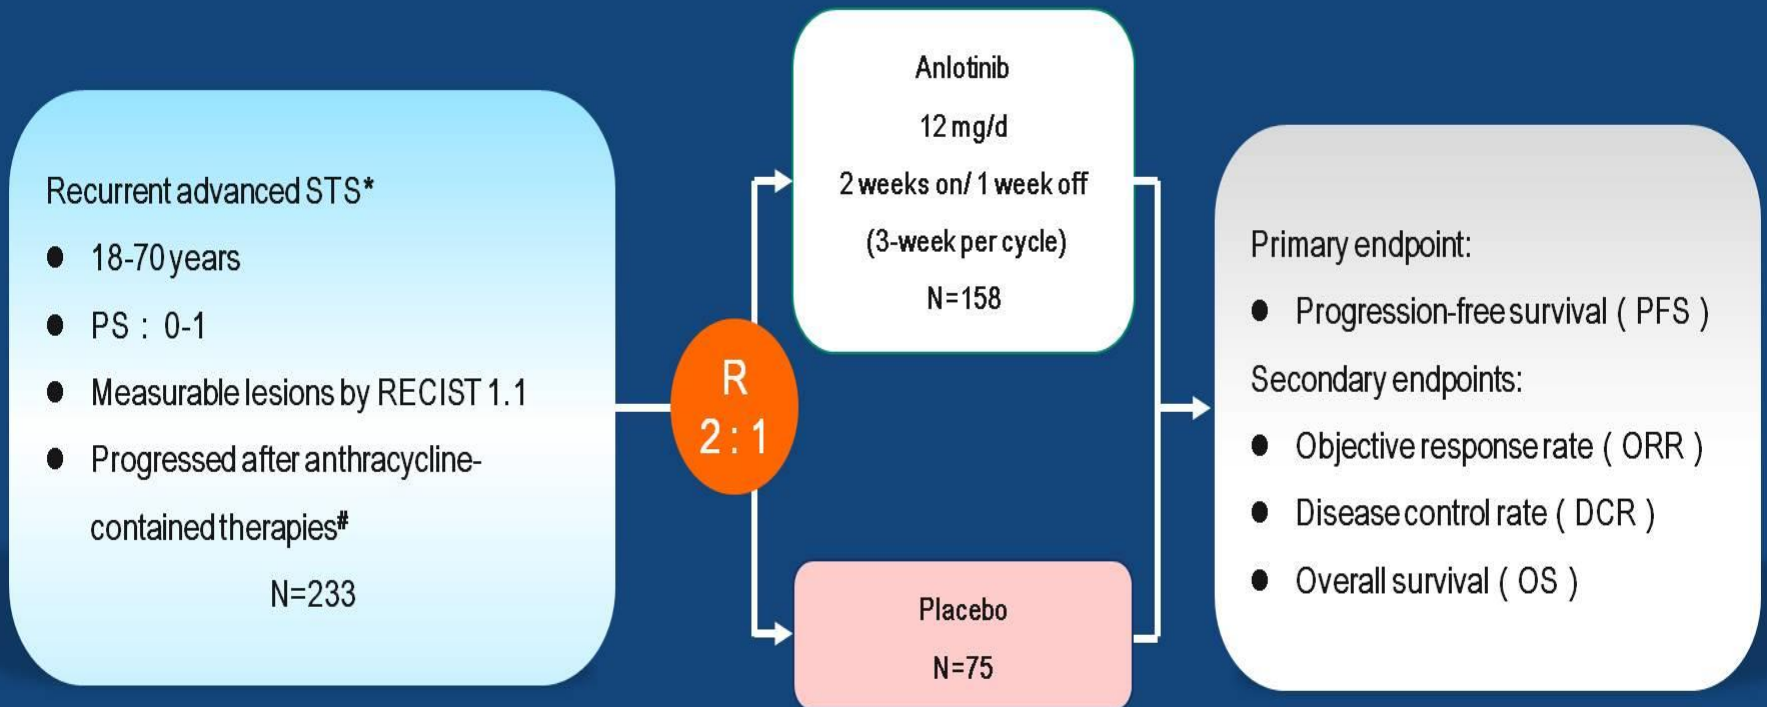 Recurrent advanced STS*
● 18-70 years
● PS : 0-1
● Measurable lesions by RECIST 1.1
● Progressed after anthracycline-
contained therapies#
N=233
R
2 : 1
Anlotinib
12 mg/d
2 weeks on/ 1 week off
(3-week per cycle)
N=158
Placebo
N=75
Primary endpoint:
● Progression-free survival ( PFS )
Secondary endpoints:
● Objective response rate ( ORR )
● Disease control rate ( DCR )
● Overall survival ( OS )